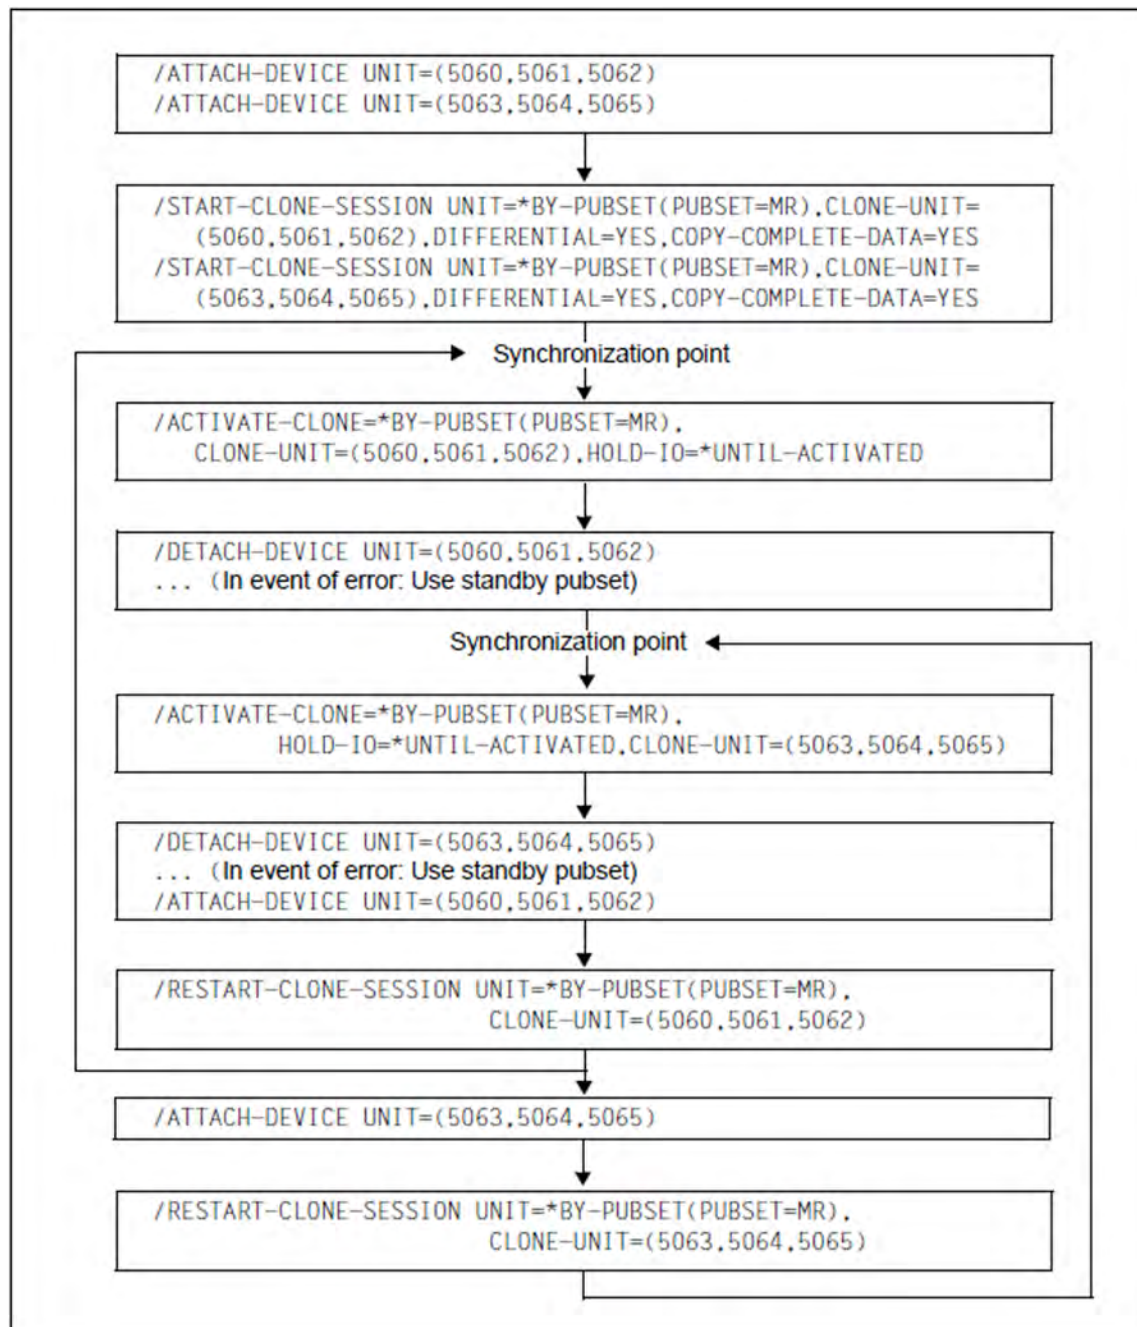 /ATTACH-DEVICE UNIT=(5060,5061,5062)
/ATTACH-DEVICE UNIT=(5063,5064,5065)
/START-CLONE-SESSION UNIT=*BY-PUBSET(PUBSET=MR),CLONE-UNIT=
(5060,5061,5062),DIFFERENTIAL=YES,COPY-COMPLETE-DATA=YES
/START-CLONE-SESSION UNIT=*BY-PUBSET(PUBSET=MR),CLONE-UNIT=
(5063,5064,5065),DIFFERENTIAL=YES,COPY-COMPLETE-DATA=YES
Synchronization point
/ACTIVATE-CLONE=*BY-PUBSET(PUBSET=MR),
CLONE-UNIT=(5060,5061,5062),HOLD-IO=*UNTIL-ACTIVATED
/DETACH-DEVICE UNIT=(5060,5061,5062)
... (In event of error: Use standby pubset)
Synchronization point
/ACTIVATE-CLONE=*BY-PUBSET(PUBSET=MR),
HOLD-IO=*UNTIL-ACTIVATED,CLONE-UNIT=(5063,5064,5065)
/DETACH-DEVICE UNIT=(5063,5064,5065)
... (In event of error: Use standby pubset)
/ATTACH-DEVICE UNIT=(5060,5061,5062)
/RESTART-CLONE-SESSION UNIT=*BY-PUBSET(PUBSET=MR),
CLONE-UNIT=(5060,5061,5062)
/ATTACH-DEVICE UNIT=(5063,5064,5065)
/RESTART-CLONE-SESSION UNIT=*BY-PUBSET(PUBSET=MR),
CLONE-UNIT=(5063,5064,5065)